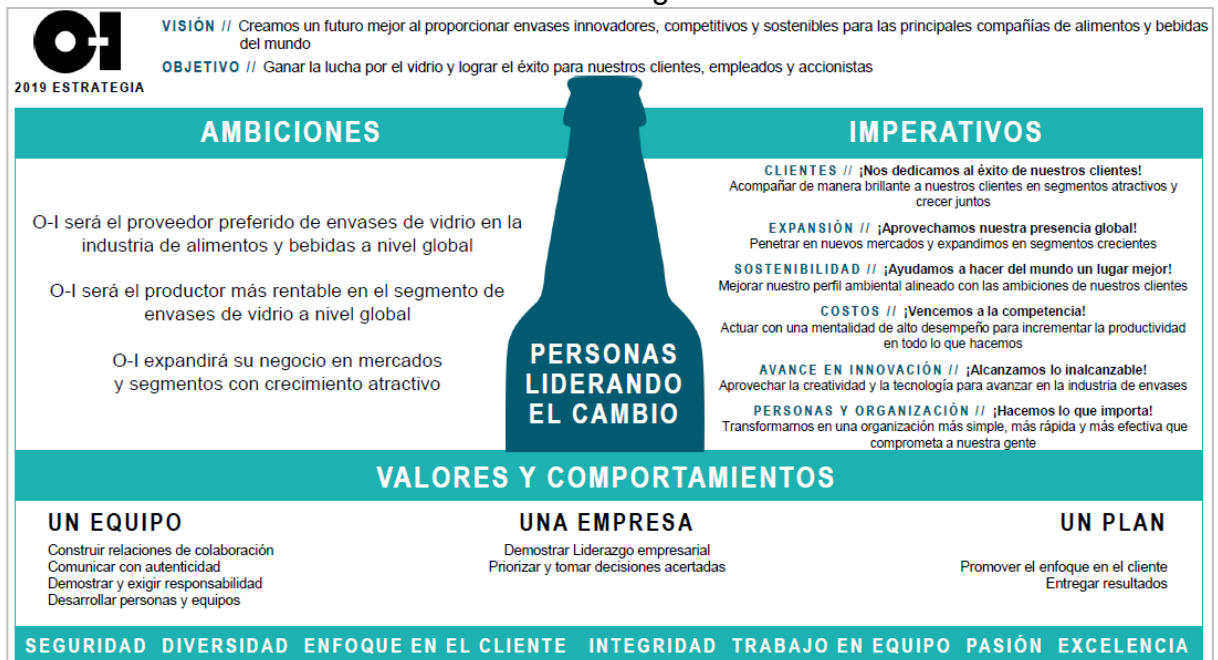 O-I
2019 ESTRATEGIA
VISIÓN // Creamos un futuro mejor al proporcionar envases innovadores, competitivos y sostenibles para las principales compañías de alimentos y bebidas
del mundo
OBJETIVO // Ganar la lucha por el vidrio y lograr el éxito para nuestros clientes, empleados y accionistas
AMBICIONES
O-I será el proveedor preferido de envases de vidrio en la
industria de alimentos y bebidas a nivel global
O-I será el productor más rentable en el segmento de
envases de vidrio a nivel global
O-I expandirá su negocio en mercados
y segmentos con crecimiento atractivo
PERSONAS
LIDERANDO
EL CAMBIO
IMPERATIVOS
CLIENTES // ¡Nos dedicamos al éxito de nuestros clientes!
Acompañar de manera brillante a nuestros clientes en segmentos atractivos y
crecer juntos
EXPANSIÓN // ¡Aprovechamos nuestra presencia global!
Penetrar en nuevos mercados y expandirnos en segmentos crecientes
SOSTENIBILIDAD // ¡Ayudamos a hacer del mundo un lugar mejor!
Mejorar nuestro perfil ambiental alineado con las ambiciones de nuestros clientes
COSTOS // ¡Vencemos a la competencia!
Actuar con una mentalidad de alto desempeño para incrementar la productividad
en todo lo que hacemos
AVANCE EN INNOVACIÓN // ¡Alcanzamos lo inalcanzable!
Aprovechar la creatividad y la tecnología para avanzar en la industria de envases
PERSONAS Y ORGANIZACIÓN // ¡Hacemos lo que importa!
Transformarnos en una organización más simple, más rápida y más efectiva que
comprometa a nuestra gente
VALORES Y COMPORTAMIENTOS
UN EQUIPO
Construir relaciones de colaboración
Comunicar con autenticidad
Demostrar y exigir responsabilidad
Desarrollar personas y equipos
UNA EMPRESA
Demostrar Liderazgo empresarial
Priorizar y tomar decisiones acertadas
UN PLAN
Promover el enfoque en el cliente
Entregar resultados
SEGURIDAD DIVERSIDAD ENFOQUE EN EL CLIENTE INTEGRIDAD TRABAJO EN EQUIPO PASIÓN EXCELENCIA